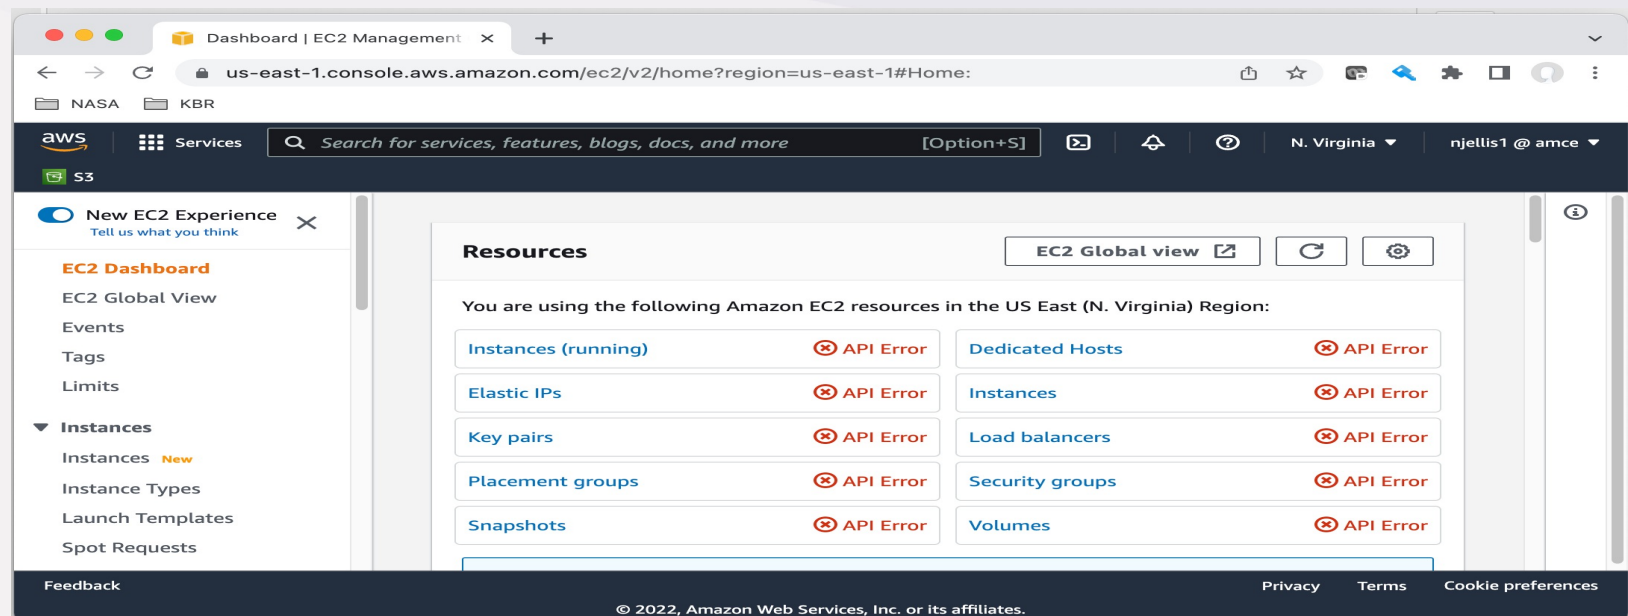 Dashboard | EC2 Management
us-east-1.console.aws.amazon.com/ec2/v2/home?region=us-east-1#Home:
NASA KBR
aws Services Search for services, features, blogs, docs, and more [Option+S] N. Virginia njellis1 @ amce
S3
New EC2 Experience
Tell us what you think
EC2 Dashboard
EC2 Global View
Events
Tags
Limits
Instances
Instances New
Instance Types
Launch Templates
Spot Requests
Resources EC2 Global view
You are using the following Amazon EC2 resources in the US East (N. Virginia) Region:
Instances (running) API Error Dedicated Hosts API Error
Elastic IPs API Error Instances API Error
Key pairs API Error Load balancers API Error
Placement groups API Error Security groups API Error
Snapshots API Error Volumes API Error
Feedback Privacy Terms Cookie preferences
© 2022, Amazon Web Services, Inc. or its affiliates.